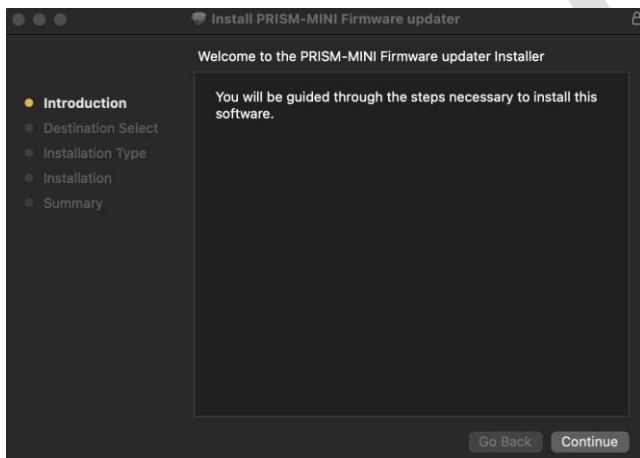 Install PRISM-MINI Firmware updater
Welcome to the PRISM-MINI Firmware updater Installer
Introduction
Destination Select
Installation Type
Installation
Summary
You will be guided through the steps necessary to install this
software.
Go Back
Continue